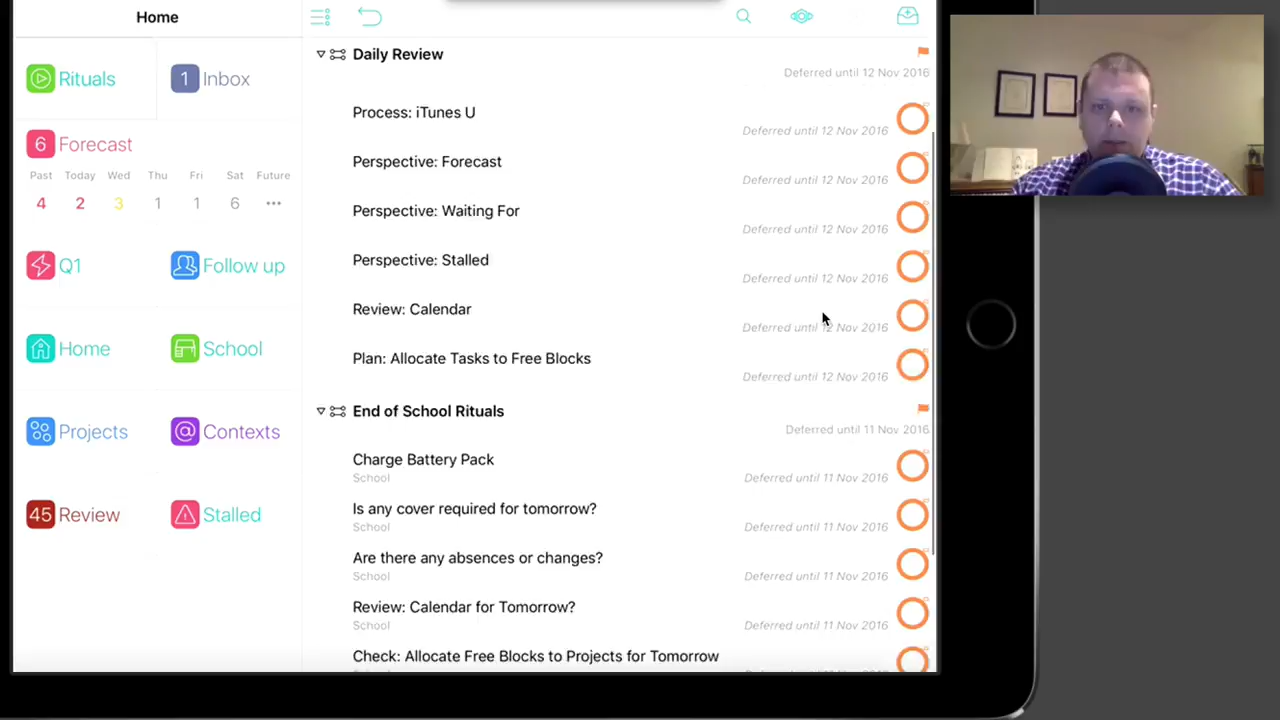 Home
Rituals
1 Inbox
6 Forecast
Past Today Wed Thu Fri Sat Future
4 2 3 1 1 6 •••
Q1
Follow up
Home
School
Projects
@ Contexts
45 Review
Stalled
Daily Review
Deferred until 12 Nov 2016
Process: iTunes U
Deferred until 12 Nov 2016
Perspective: Forecast
Deferred until 12 Nov 2016
Perspective: Waiting For
Deferred until 12 Nov 2016
Perspective: Stalled
Deferred until 12 Nov 2016
Review: Calendar
Deferred until 12 Nov 2016
Plan: Allocate Tasks to Free Blocks
Deferred until 12 Nov 2016
End of School Rituals
Deferred until 11 Nov 2016
Charge Battery Pack
School
Deferred until 11 Nov 2016
Is any cover required for tomorrow?
School
Deferred until 11 Nov 2016
Are there any absences or changes?
School
Deferred until 11 Nov 2016
Review: Calendar for Tomorrow?
School
Deferred until 11 Nov 2016
Check: Allocate Free Blocks to Projects for Tomorrow